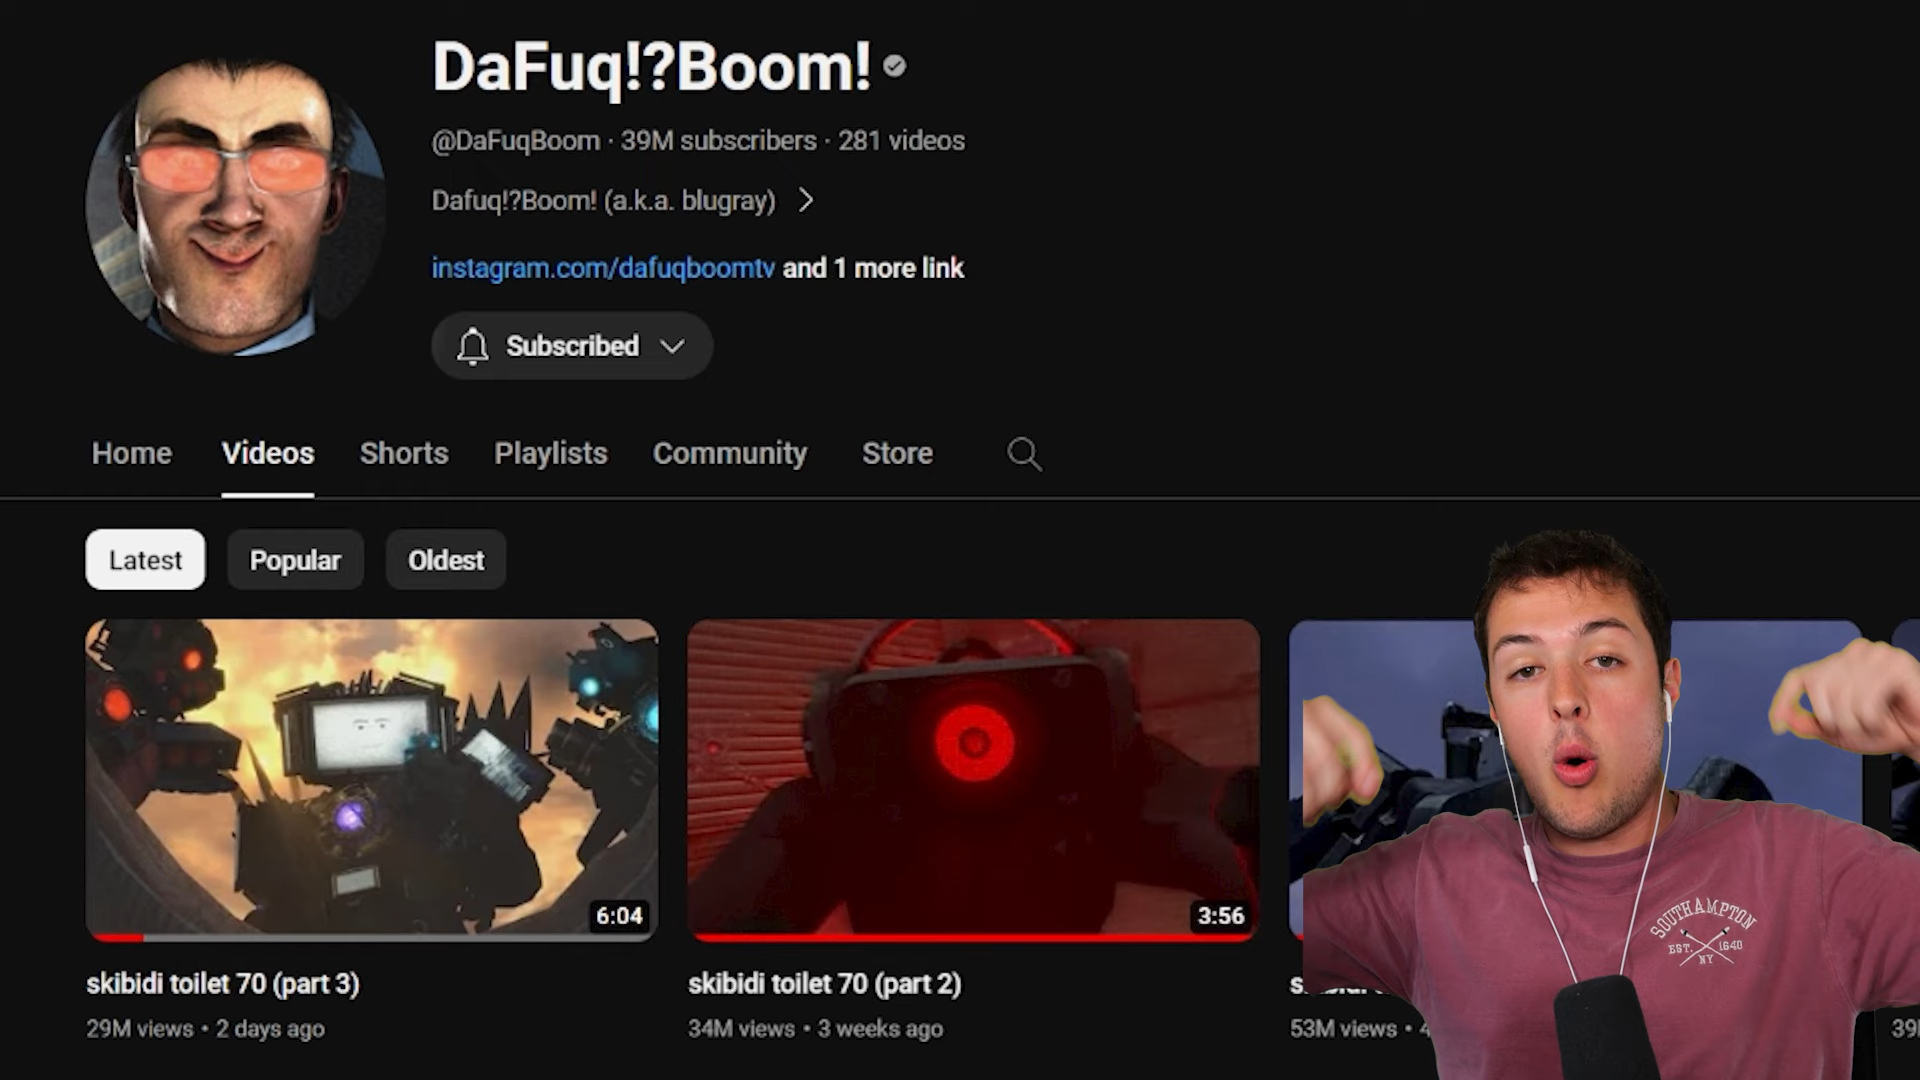 DaFuq!?Boom!
@DaFuqBoom · 39M subscribers · 281 videos
Dafuq!?Boom! (a.k.a. blugray)
instagram.com/dafuqboomtv and 1 more link
Subscribed
Home Videos Shorts Playlists Community Store
Latest Popular Oldest
6:04
3:56
skibidi toilet 70 (part 3)
skibidi toilet 70 (part 2)
29M views • 2 days ago
34M views • 3 weeks ago
53M views •
SOUTHAMPTON
EST. 1640
NY